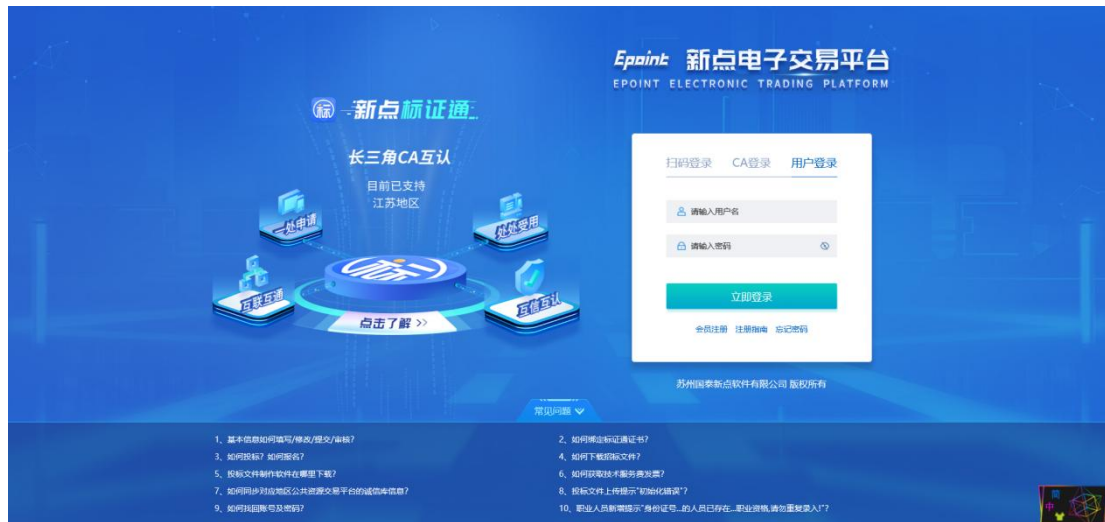 Epoint 新点电子交易平台
EPOINT ELECTRONIC TRADING PLATFORM
标 新点标证通
长三角CA互认
目前已支持
江苏地区
一处申请
处处受用
标
互联互通
互信互认
点击了解 >>
扫码登录 CA登录 用户登录
请输入用户名
请输入密码
立即登录
会员注册 注册指南 忘记密码
苏州国泰新点软件有限公司 版权所有
常见问题
1、基本信息如何填写/修改/提交/审核?
2、如何绑定标证通证书?
3、如何投标? 如何报名?
4、如何下载招标文件?
5、投标文件制作软件在哪里下载?
6、如何获取技术服务费发票?
7、如何同步对应地区公共资源交易平台的诚信库信息?
8、投标文件上传提示"初始化错误"?
9、如何找回账号及密码?
10、职业人员新增提示"身份证号...的人员已存在...职业资格,请勿重复录入!"?
简
中